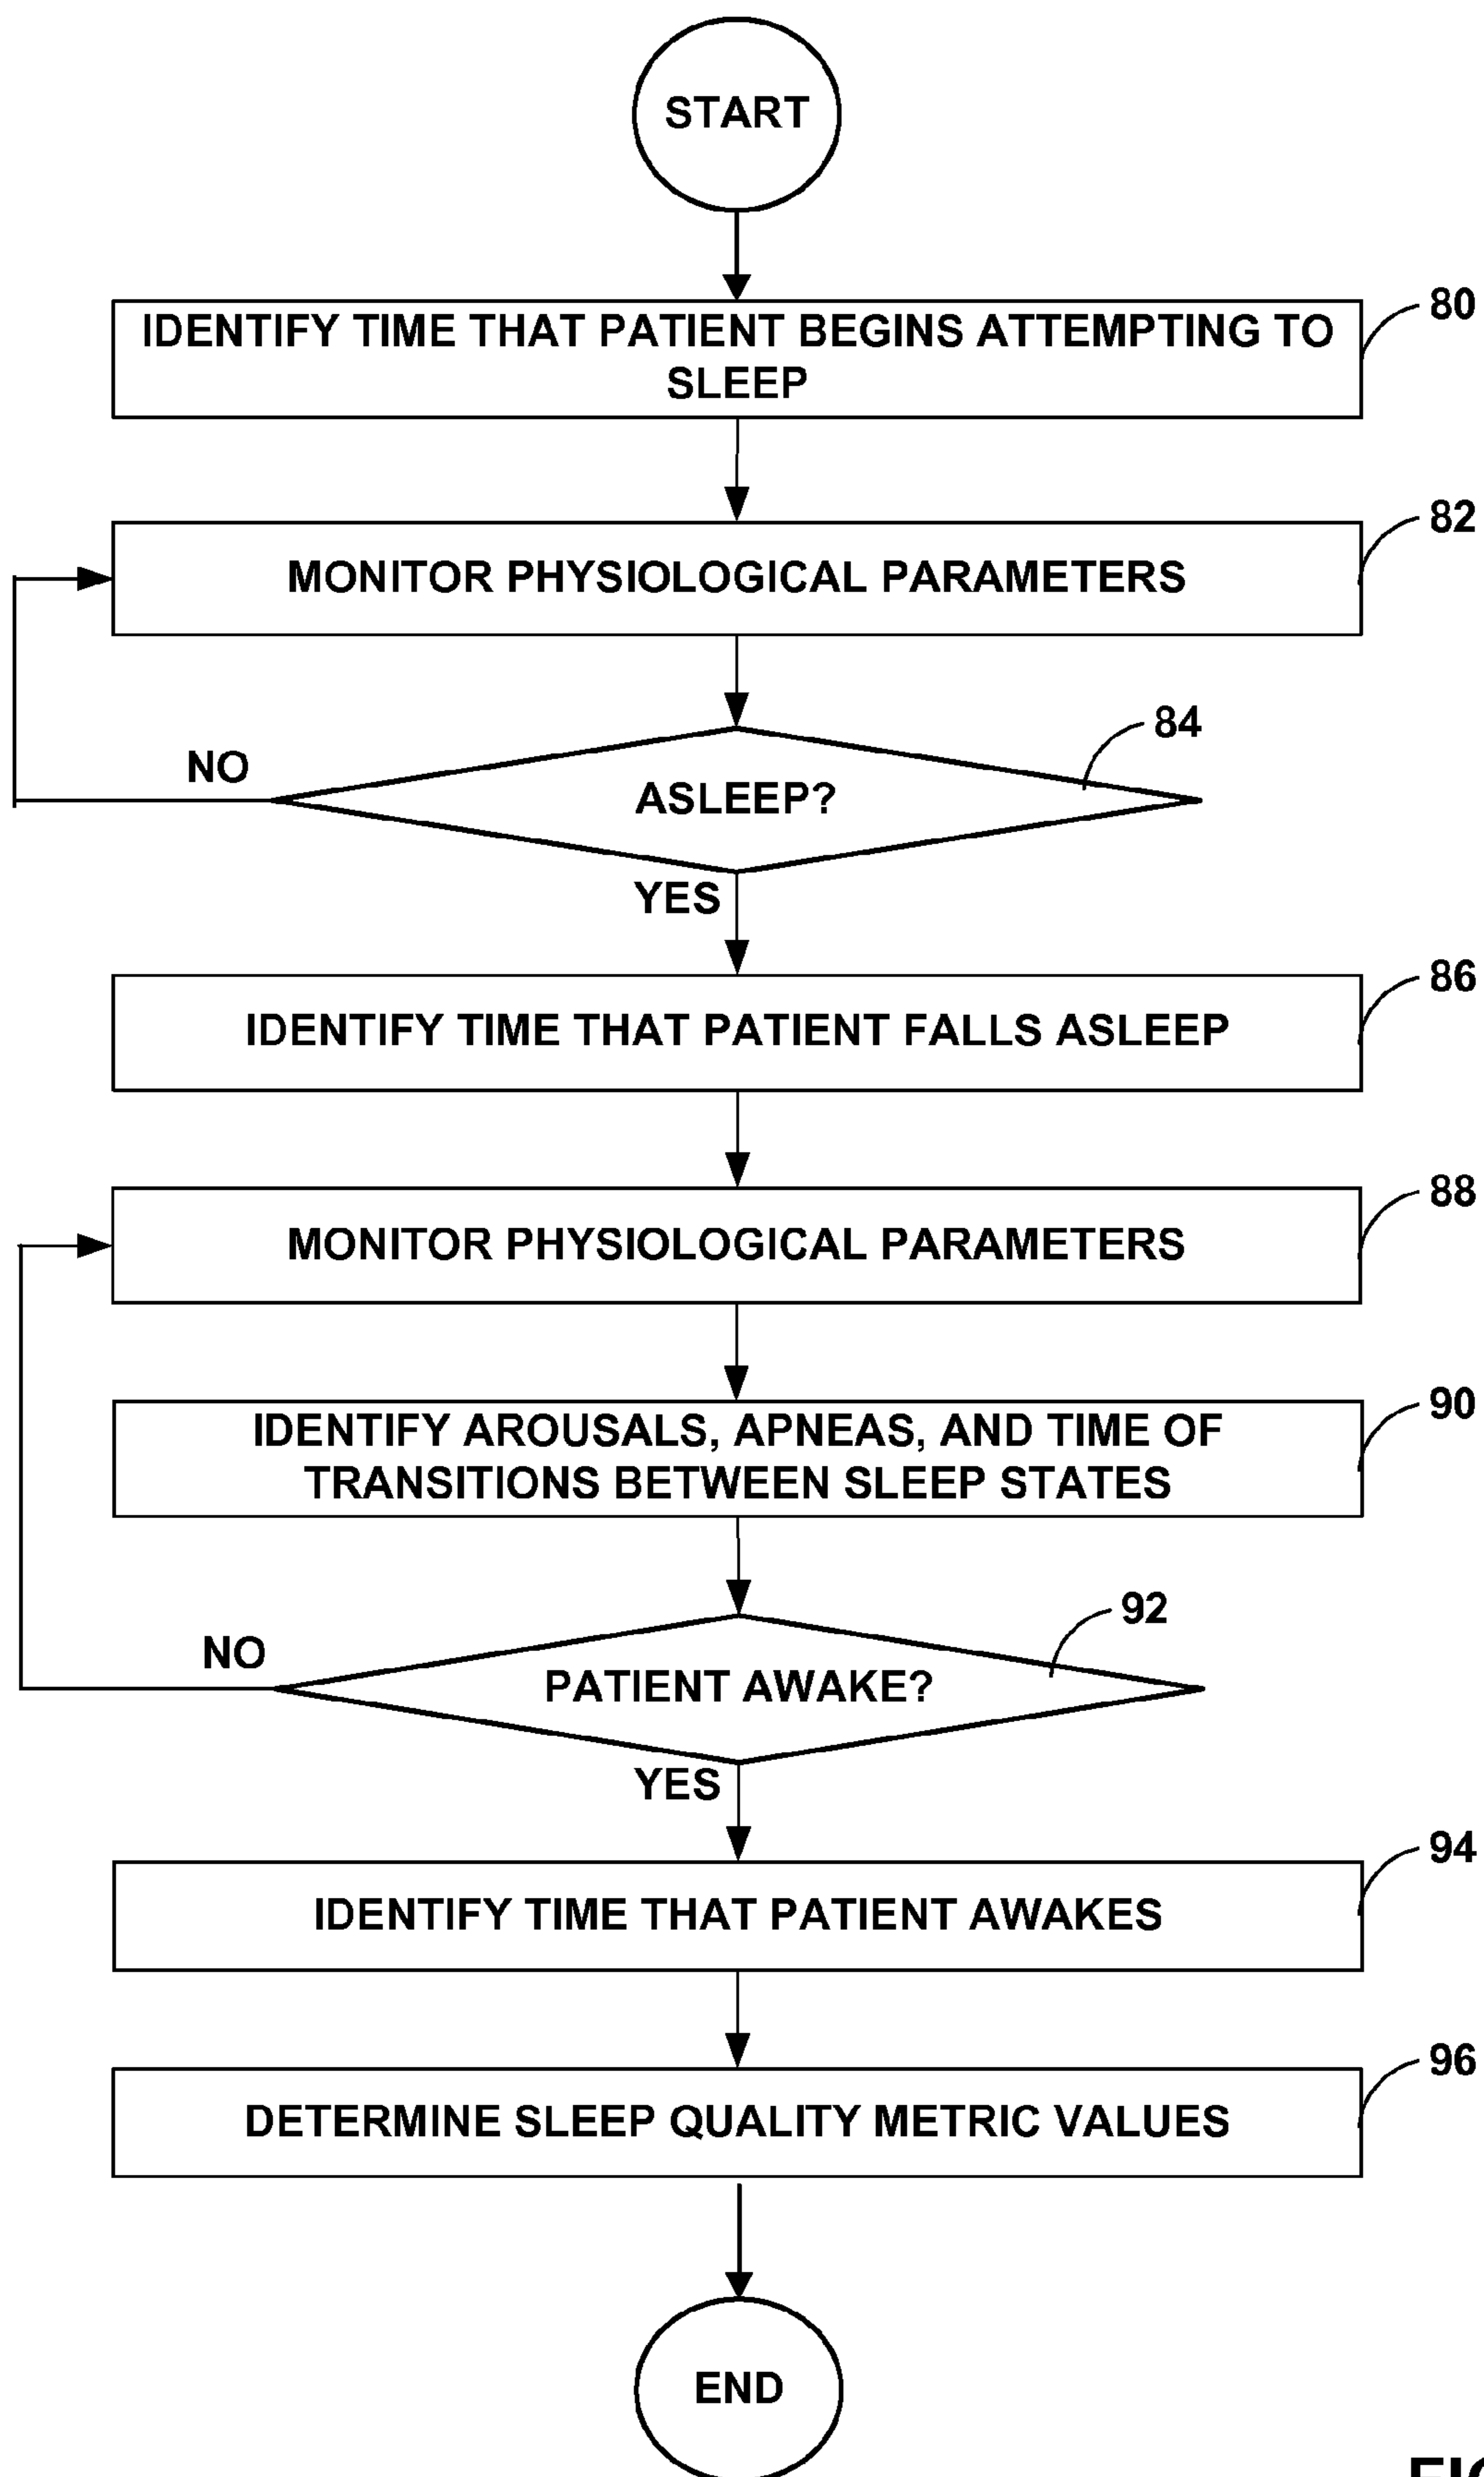 START
IDENTIFY TIME THAT PATIENT BEGINS ATTEMPTING TO
SLEEP
80
MONITOR PHYSIOLOGICAL PARAMETERS
82
ASLEEP?
84
NO
YES
IDENTIFY TIME THAT PATIENT FALLS ASLEEP
86
MONITOR PHYSIOLOGICAL PARAMETERS
88
IDENTIFY AROUSALS, APNEAS, AND TIME OF
TRANSITIONS BETWEEN SLEEP STATES
90
PATIENT AWAKE?
92
NO
YES
IDENTIFY TIME THAT PATIENT AWAKES
94
DETERMINE SLEEP QUALITY METRIC VALUES
96
END